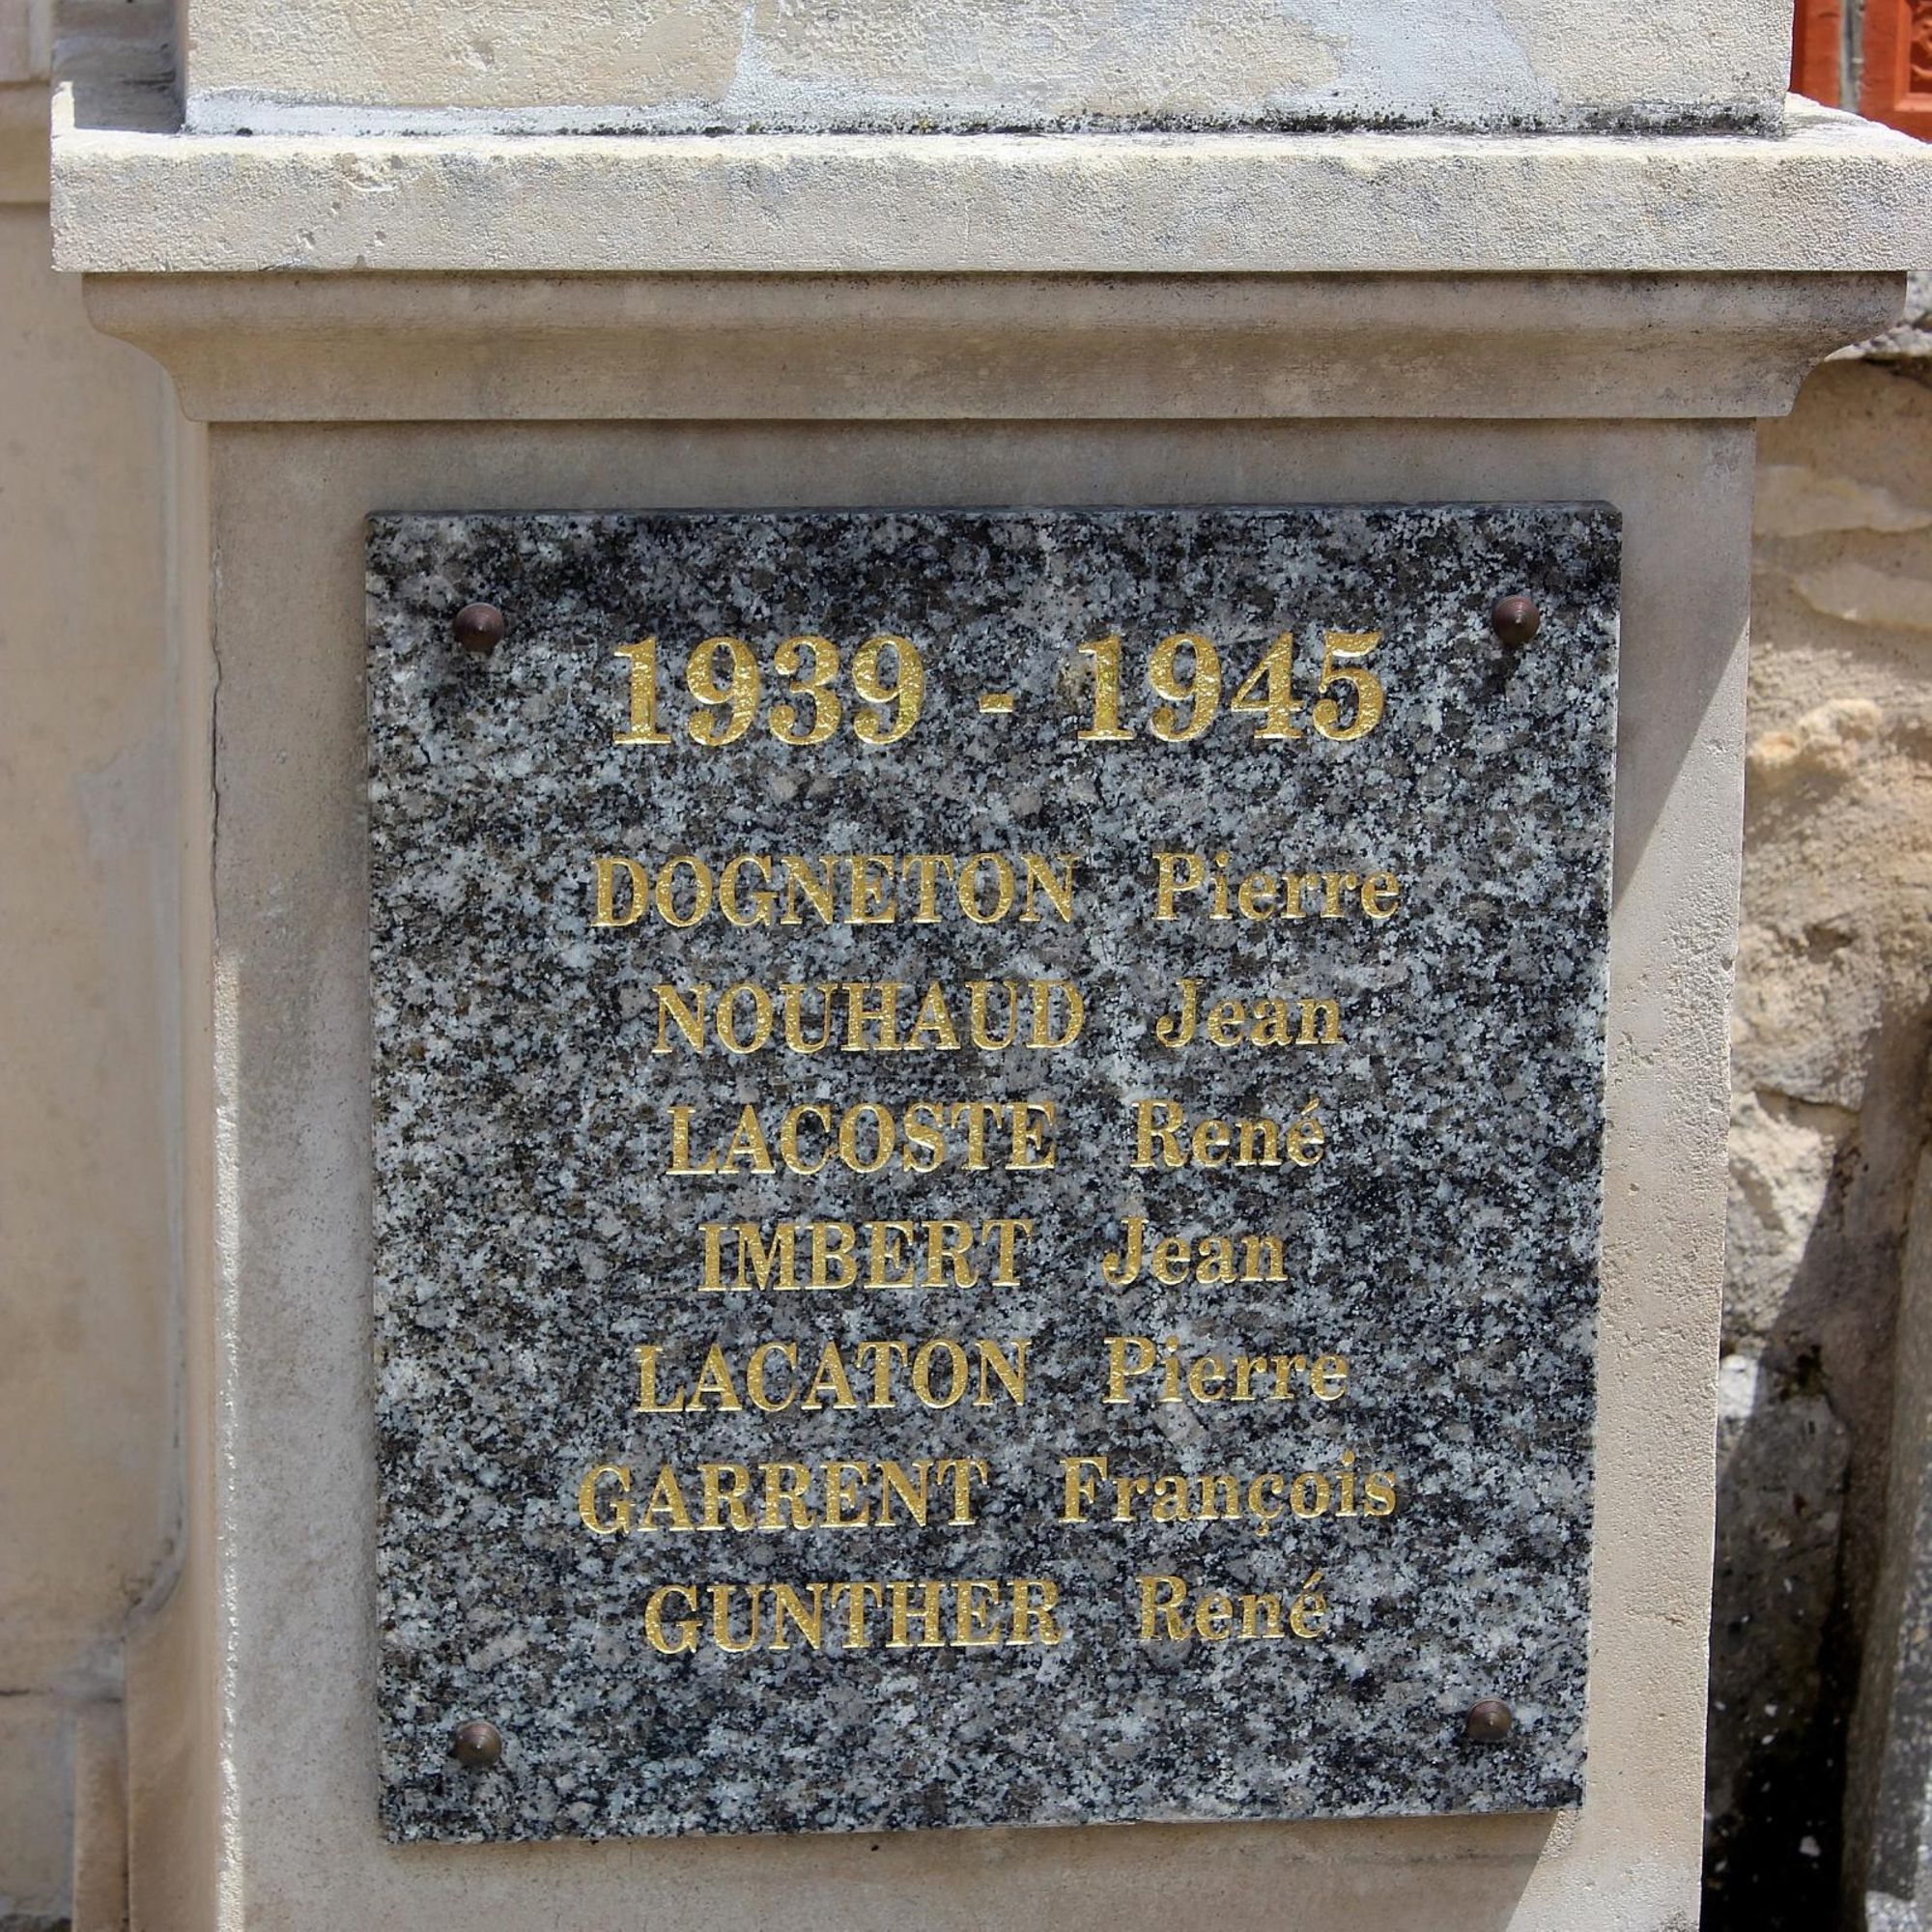 1939 - 1945
DOGNETON Pierre
NOUHAUD Jean
LACOSTE René
IMBERT Jean
LACATON Pierre
GARRENT François
GUNTHER René